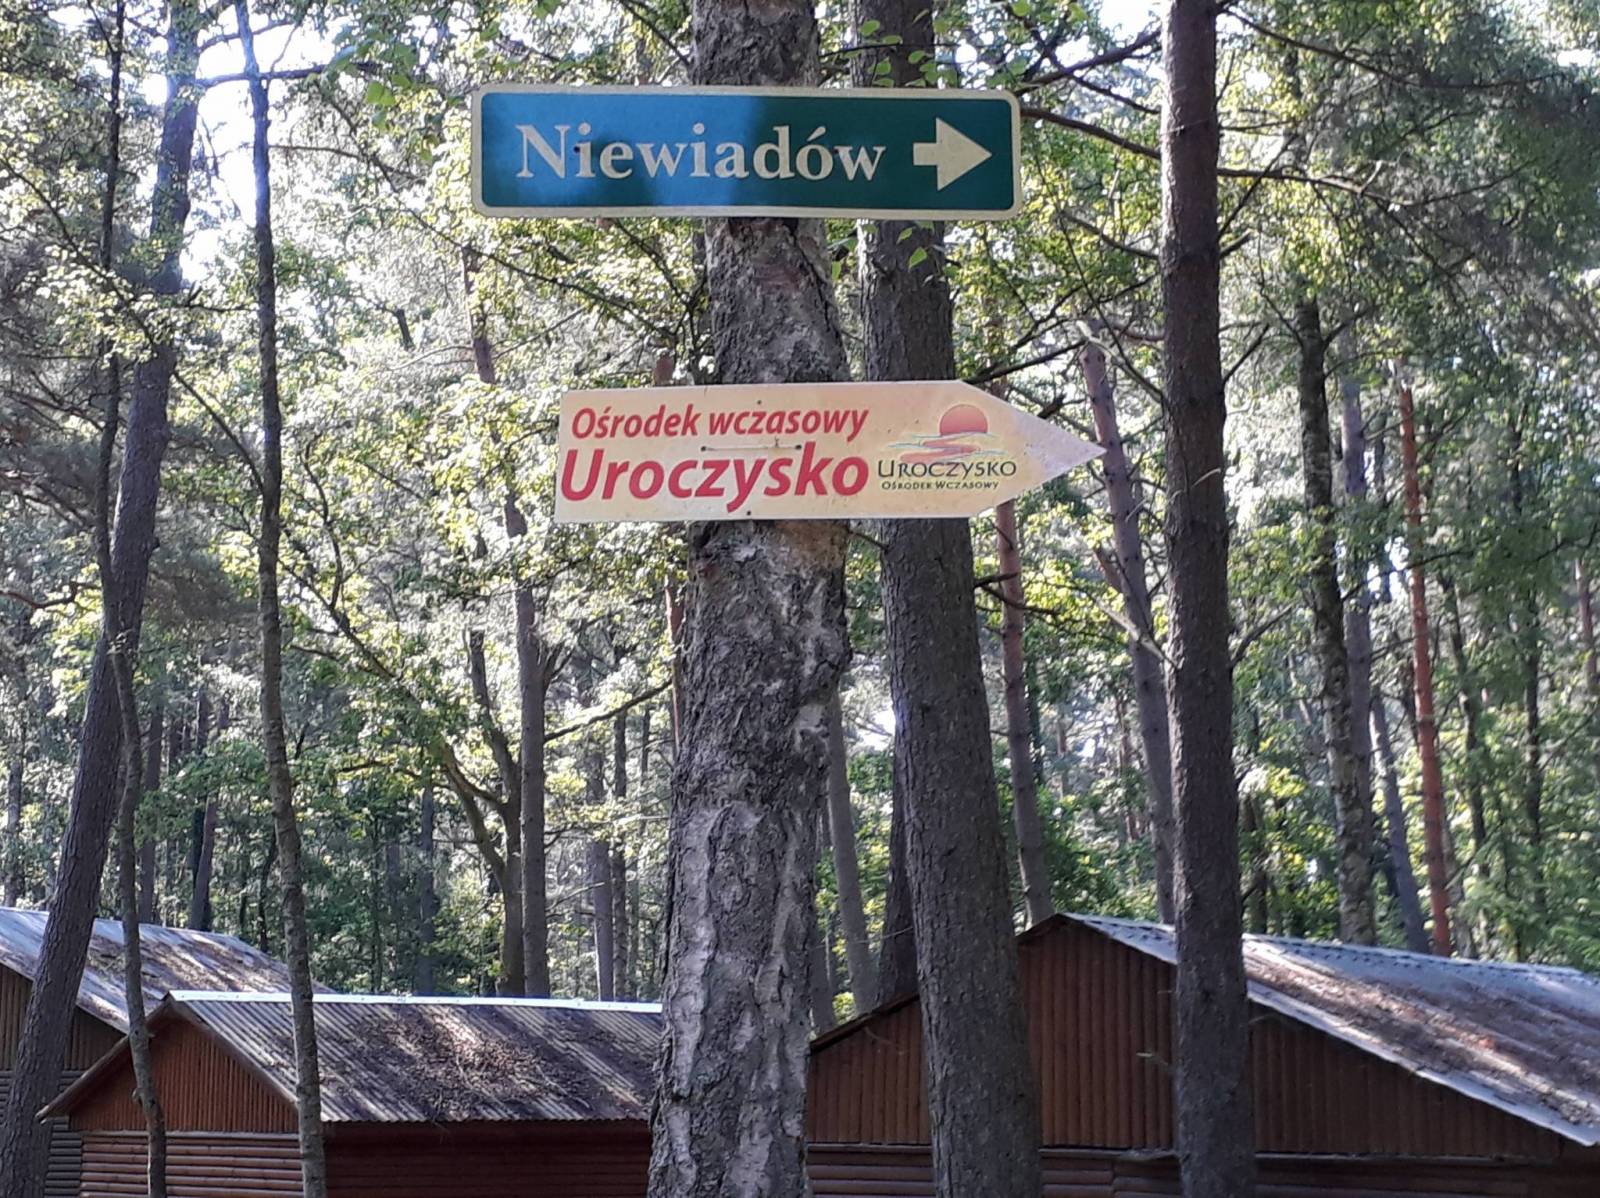 Niewiadów
Ośrodek wczasowy
Uroczysko
UROCZYSKO
OŚRODEK WCZASOWY